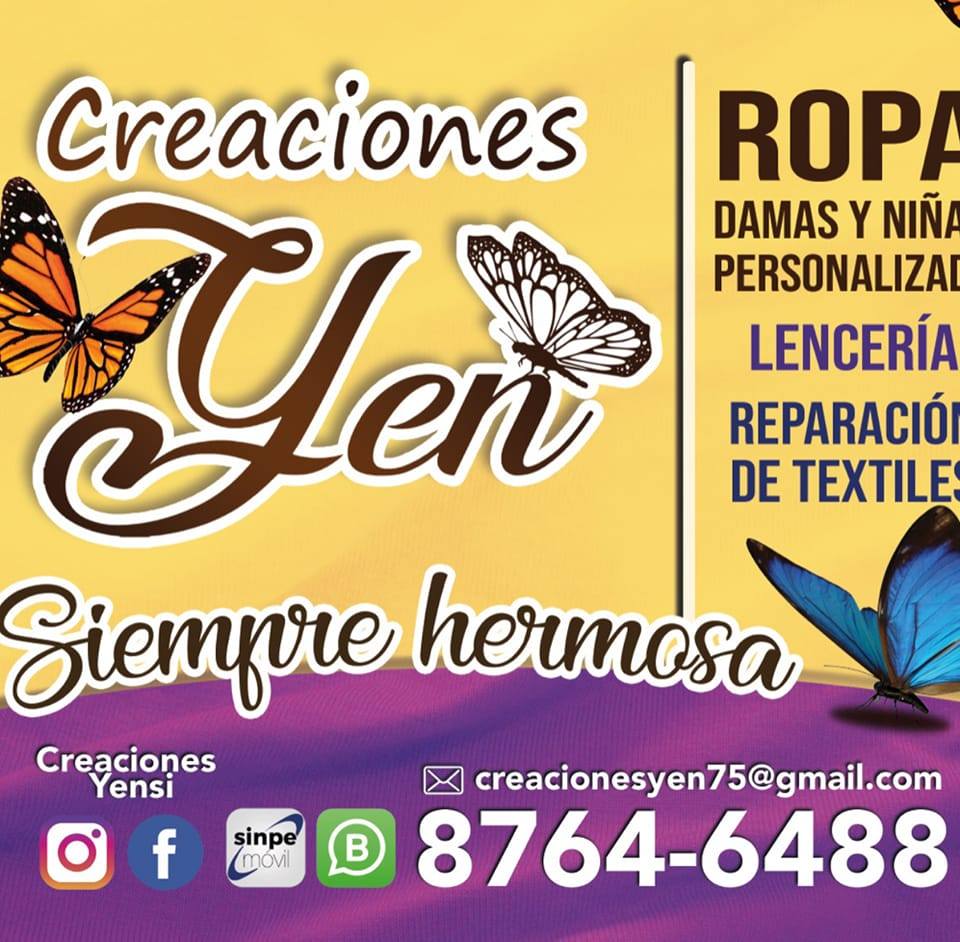 Creaciones
Yen
Siempre hermosa
ROPA
DAMAS Y NIÑA
PERSONALIZAD
LENCERÍA
REPARACIÓN
DE TEXTILES
Creaciones
Yensi
sinpe
móvil
B
creacionesyen75@gmail.com
8764-6488